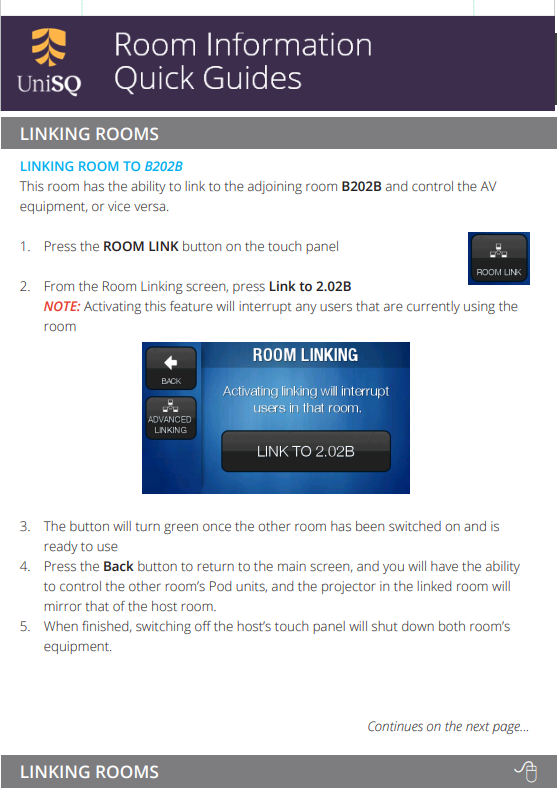 Room Information
Quick Guides
UniSQ
LINKING ROOMS
LINKING ROOM TO B202B
This room has the ability to link to the adjoining room B202B and control the AV
equipment, or vice versa.
1. Press the ROOM LINK button on the touch panel
ROOM LINK
2. From the Room Linking screen, press Link to 2.02B
NOTE: Activating this feature will interrupt any users that are currently using the
room
ROOM LINKING
BACK
Activating linking will interrupt
users in that room.
ADVANCED
LINKING
LINK TO 2.02B
3. The button will turn green once the other room has been switched on and is
ready to use
4. Press the Back button to return to the main screen, and you will have the ability
to control the other room's Pod units, and the projector in the linked room will
mirror that of the host room.
5. When finished, switching off the host's touch panel will shut down both room's
equipment.
Continues on the next page...
LINKING ROOMS